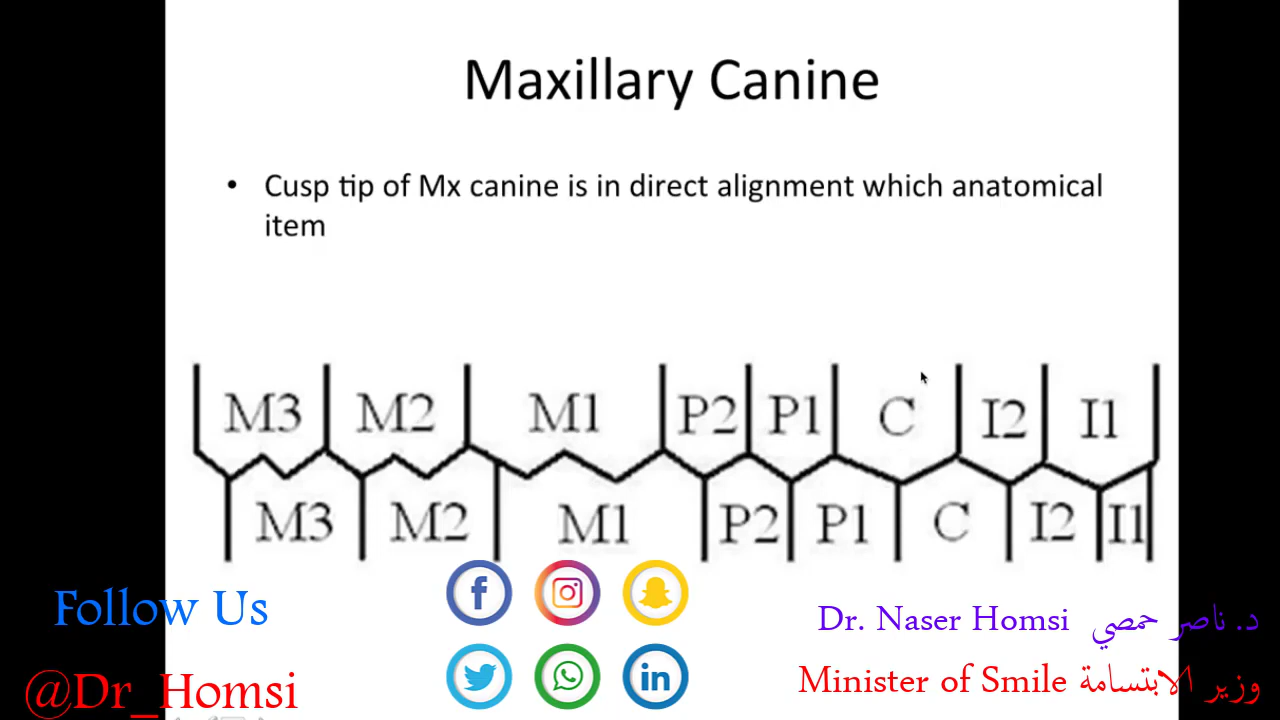 Maxillary Canine
• Cusp tip of Mx canine is in direct alignment which anatomical
item
M3 M2 M1 P2 P1 C I2 I1
M3 M2 M1 P2 P1 C I2 I1
Follow Us
@Dr_Homsi
Dr. Naser Homsi د. ناصر حمصي
Minister of Smile وزير الابتسامة